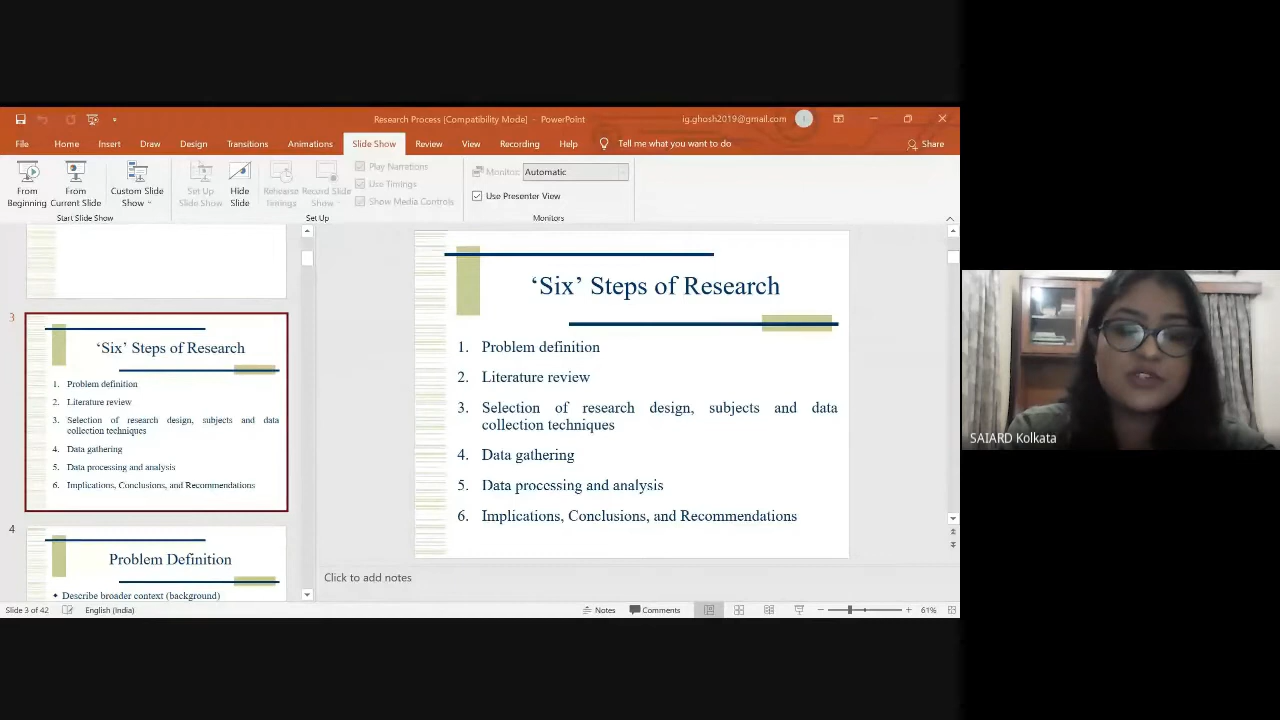 Research Process [Compatibility Mode] - PowerPoint
ig.ghosh2019@gmail.com
File Home Insert Draw Design Transitions Animations Slide Show Review View Recording Help Tell me what you want to do Share
From Beginning
From Current Slide
Custom Slide Show
Start Slide Show
Set Up Slide Show
Hide Slide
Rehearse Timings
Record Slide Show
Play Narrations
Use Timings
Show Media Controls
Set Up
Monitor: Automatic
Use Presenter View
Monitors
3
‘Six’ Steps of Research
1. Problem definition
2. Literature review
3. Selection of research design, subjects and data
collection techniques
4. Data gathering
5. Data processing and analysis
6. Implications, Conclusions, and Recommendations
4
Problem Definition
Describe broader context (background)
‘Six’ Steps of Research
1. Problem definition
2. Literature review
3. Selection of research design, subjects and data
collection techniques
4. Data gathering
5. Data processing and analysis
6. Implications, Conclusions, and Recommendations
Click to add notes
Slide 3 of 42 English (India) Notes Comments 61%
SAIARD Kolkata